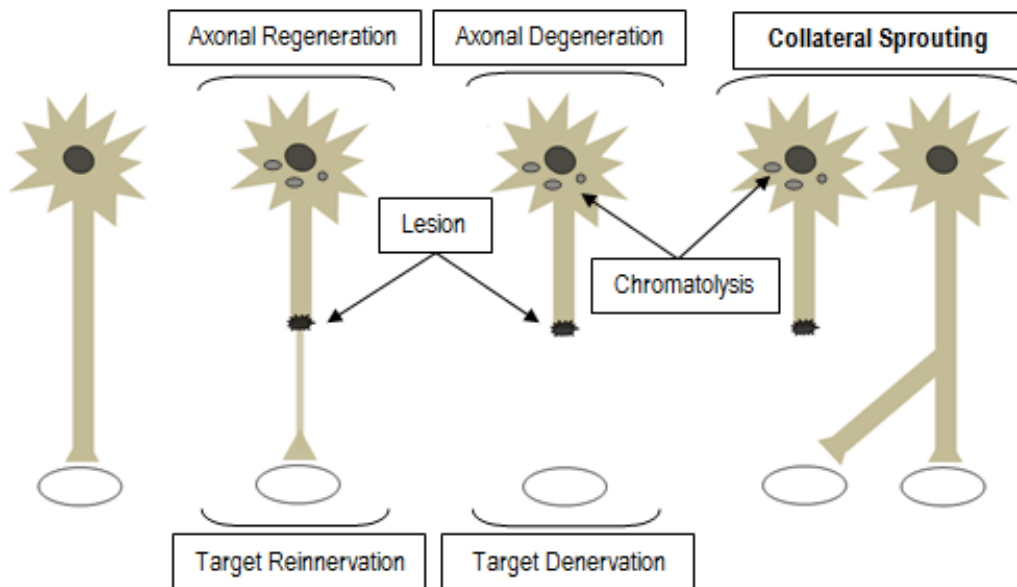 Axonal Regeneration
Axonal Degeneration
Collateral Sprouting
Lesion
Chromatolysis
Target Reinnervation
Target Denervation